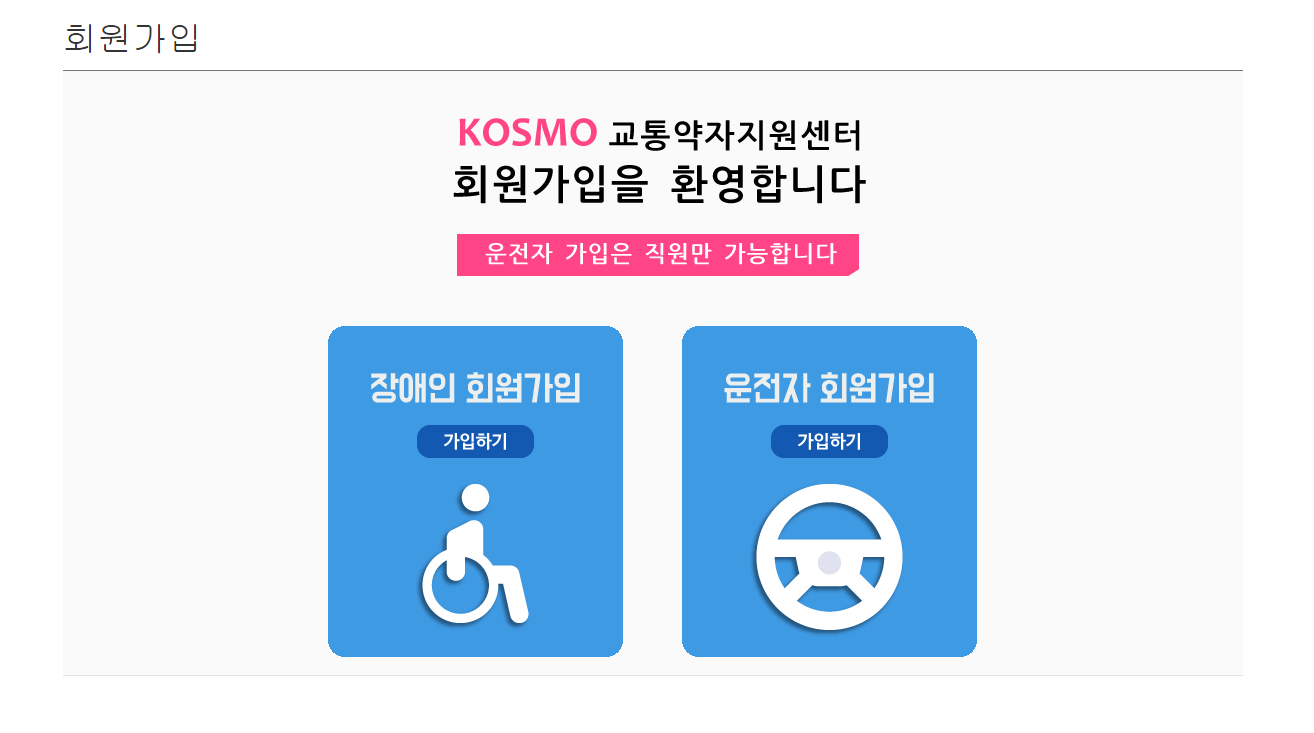 회원가입
KOSMO 교통약자지원센터
회원가입을 환영합니다
운전자 가입은 직원만 가능합니다
장애인 회원가입
가입하기
운전자 회원가입
가입하기